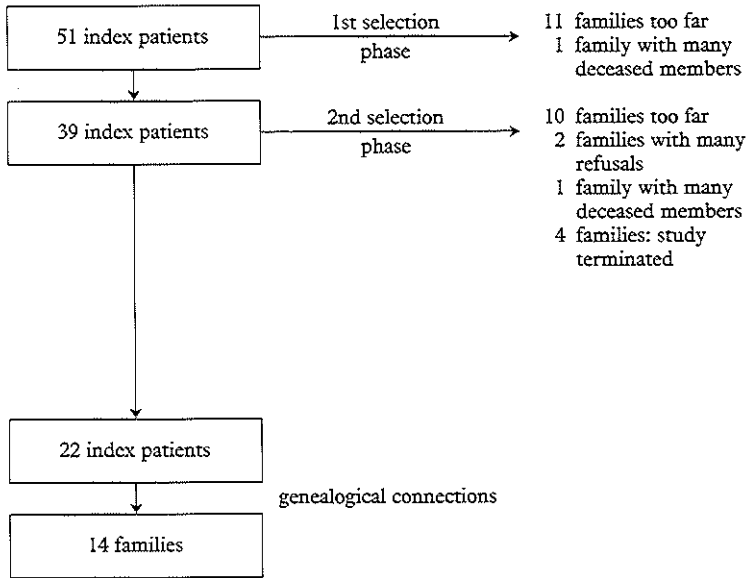 51 index patients
1st selection
phase
11 families too far
1 family with many
deceased members
39 index patients
2nd selection
phase
10 families too far
2 families with many
refusals
1 family with many
deceased members
4 families: study
terminated
22 index patients
genealogical connections
14 families